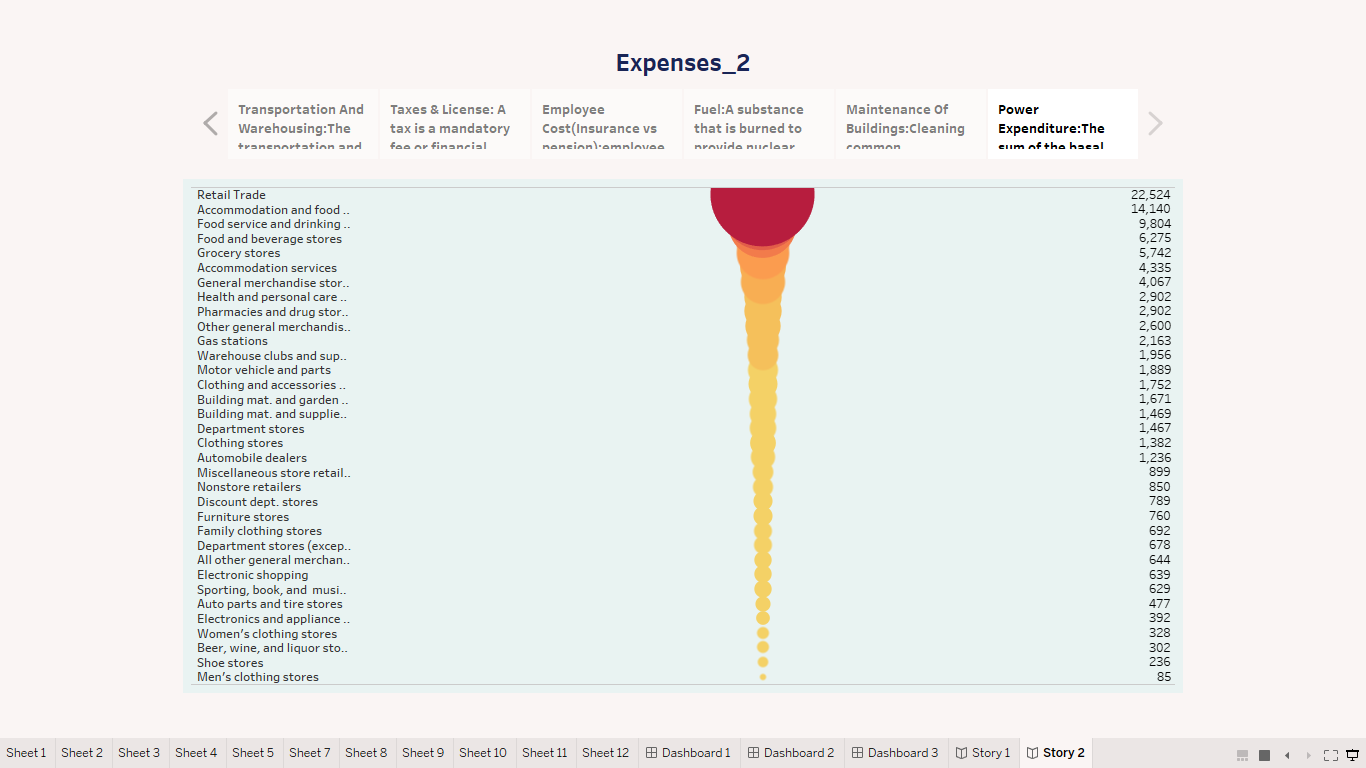 Expenses_2
Transportation And
Warehousing:The
transportation and
Taxes & License: A
tax is a mandatory
fee or financial
Employee
Cost(Insurance vs
pension):employee
Fuel:A substance
that is burned to
provide nuclear
Maintenance Of
Buildings:Cleaning
common
Power
Expenditure:The
sum of the basal
Retail Trade 22,524
Accommodation and food .. 14,140
Food service and drinking .. 9,804
Food and beverage stores 6,275
Grocery stores 5,742
Accommodation services 4,335
General merchandise stor.. 4,067
Health and personal care .. 2,902
Pharmacies and drug stor.. 2,902
Other general merchandis.. 2,600
Gas stations 2,163
Warehouse clubs and sup.. 1,956
Motor vehicle and parts 1,889
Clothing and accessories .. 1,752
Building mat. and garden .. 1,671
Building mat. and supplie.. 1,469
Department stores 1,467
Clothing stores 1,382
Automobile dealers 1,236
Miscellaneous store retail.. 899
Nonstore retailers 850
Discount dept. stores 789
Furniture stores 760
Family clothing stores 692
Department stores (excep.. 678
All other general merchan.. 644
Electronic shopping 639
Sporting, book, and musi.. 629
Auto parts and tire stores 477
Electronics and appliance .. 392
Women’s clothing stores 328
Beer, wine, and liquor sto.. 302
Shoe stores 236
Men’s clothing stores 85
Sheet 1 Sheet 2 Sheet 3 Sheet 4 Sheet 5 Sheet 7 Sheet 8 Sheet 9 Sheet 10 Sheet 11 Sheet 12 Dashboard 1 Dashboard 2 Dashboard 3 Story 1 Story 2